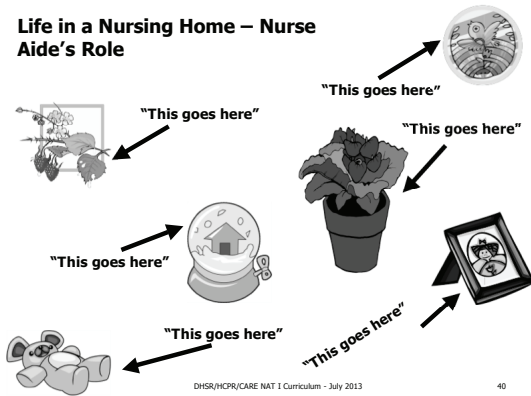 Life in a Nursing Home – Nurse
Aide’s Role
“This goes here”
“This goes here”
“This goes here”
“This goes here”
“This goes here”
“This goes here”
DHSR/HCPR/CARE NAT I Curriculum - July 2013
40